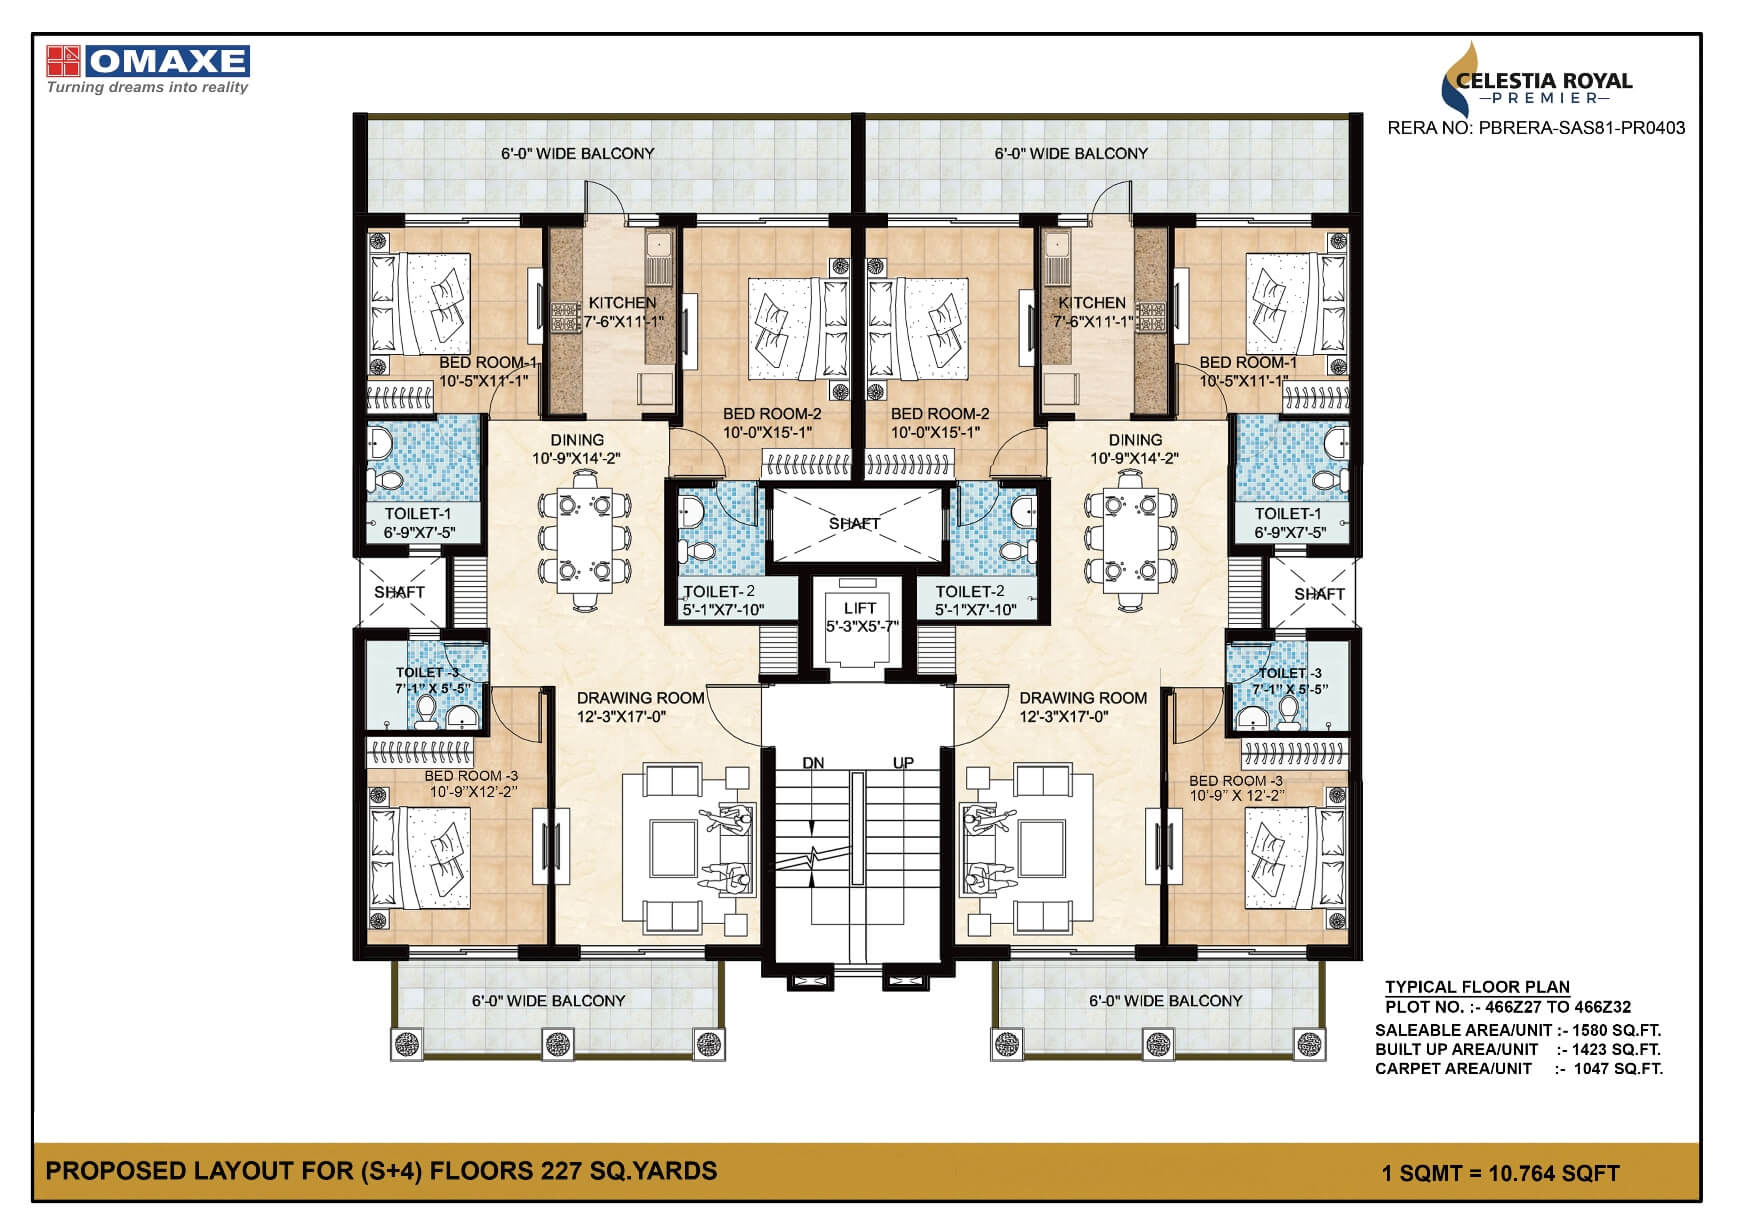 OMAXE
Turning dreams into reality
CELESTIA ROYAL
PREMIER
RERA NO: PBRERA-SAS81-PR0403
6'-0" WIDE BALCONY
6'-0" WIDE BALCONY
KITCHEN
7'-6"X11'-1"
KITCHEN
7'-6"X11'-1"
BED ROOM-1
10'-5"X11'-1"
BED ROOM-1
10'-5"X11'-1"
BED ROOM-2
10'-0"X15'-1"
BED ROOM-2
10'-0"X15'-1"
DINING
10'-9"X14'-2"
DINING
10'-9"X14'-2"
TOILET-1
6'-9"X7'-5"
SHAFT
TOILET-1
6'-9"X7'-5"
SHAFT
TOILET-2
5'-1"X7'-10"
LIFT
5'-3"X5'-7"
TOILET-2
5'-1"X7'-10"
SHAFT
TOILET -3
7'-1" X 5'-5"
TOILET -3
7'-1" X 5'-5"
DRAWING ROOM
12'-3"X17'-0"
DRAWING ROOM
12'-3"X17'-0"
DN
UP
BED ROOM -3
10'-9"X12'-2"
BED ROOM -3
10'-9" X 12'-2"
6'-0" WIDE BALCONY
6'-0" WIDE BALCONY
TYPICAL FLOOR PLAN
PLOT NO. :- 466Z27 TO 466Z32
SALEABLE AREA/UNIT :- 1580 SQ.FT.
BUILT UP AREA/UNIT :- 1423 SQ.FT.
CARPET AREA/UNIT :- 1047 SQ.FT.
PROPOSED LAYOUT FOR (S+4) FLOORS 227 SQ.YARDS
1 SQMT = 10.764 SQFT